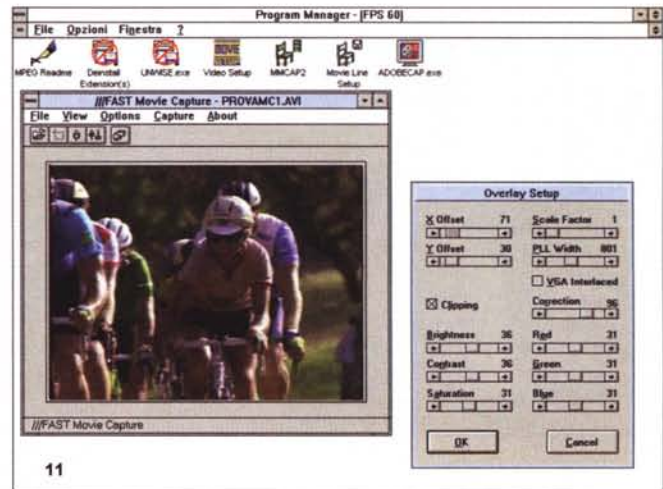 Program Manager - [FPS 60]
File Opzioni Finestra ?
MPEG Readme
Deinstall Extension(s)
UNWISE.exe
Video Setup
MMCAP2
Movie Line Setup
ADOBECAP.exe
///FAST Movie Capture - PROVAMC1.AVI
File View Options Capture About
///FAST Movie Capture
Overlay Setup
X Offset 71
Scale Factor 1
Y Offset 30
PLL Width 801
VGA Interlaced
Clipping
Correction 96
Brightness 36
Red 31
Contrast 36
Green 31
Saturation 31
Blue 31
OK
Cancel
11